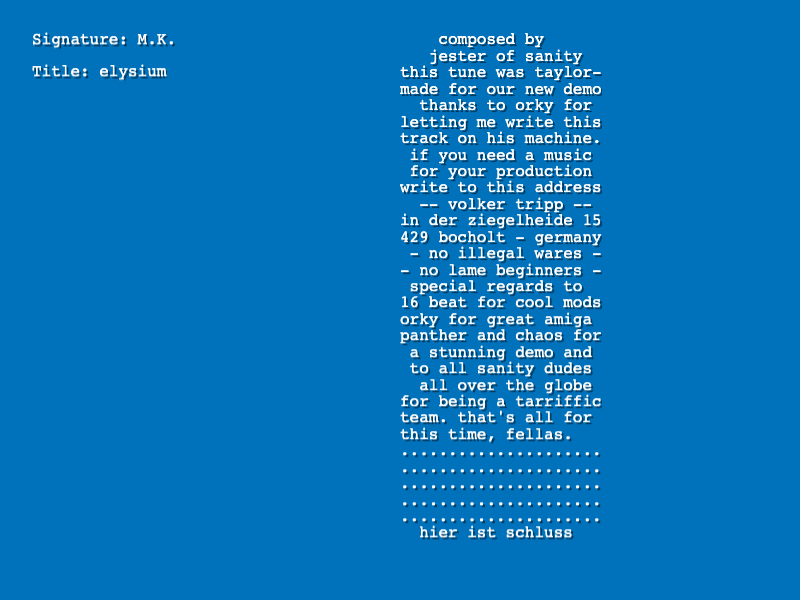 Signature: M.K.
Title: elysium
composed by
jester of sanity
this tune was taylor-
made for our new demo
thanks to orky for
letting me write this
track on his machine.
if you need a music
for your production
write to this address
-- volker tripp --
in der ziegelheide 15
429 bocholt - germany
- no illegal wares -
- no lame beginners -
special regards to
16 beat for cool mods
orky for great amiga
panther and chaos for
a stunning demo and
to all sanity dudes
all over the globe
for being a tarriffic
team. that's all for
this time, fellas.
.....................
.....................
.....................
.....................
.....................
hier ist schluss